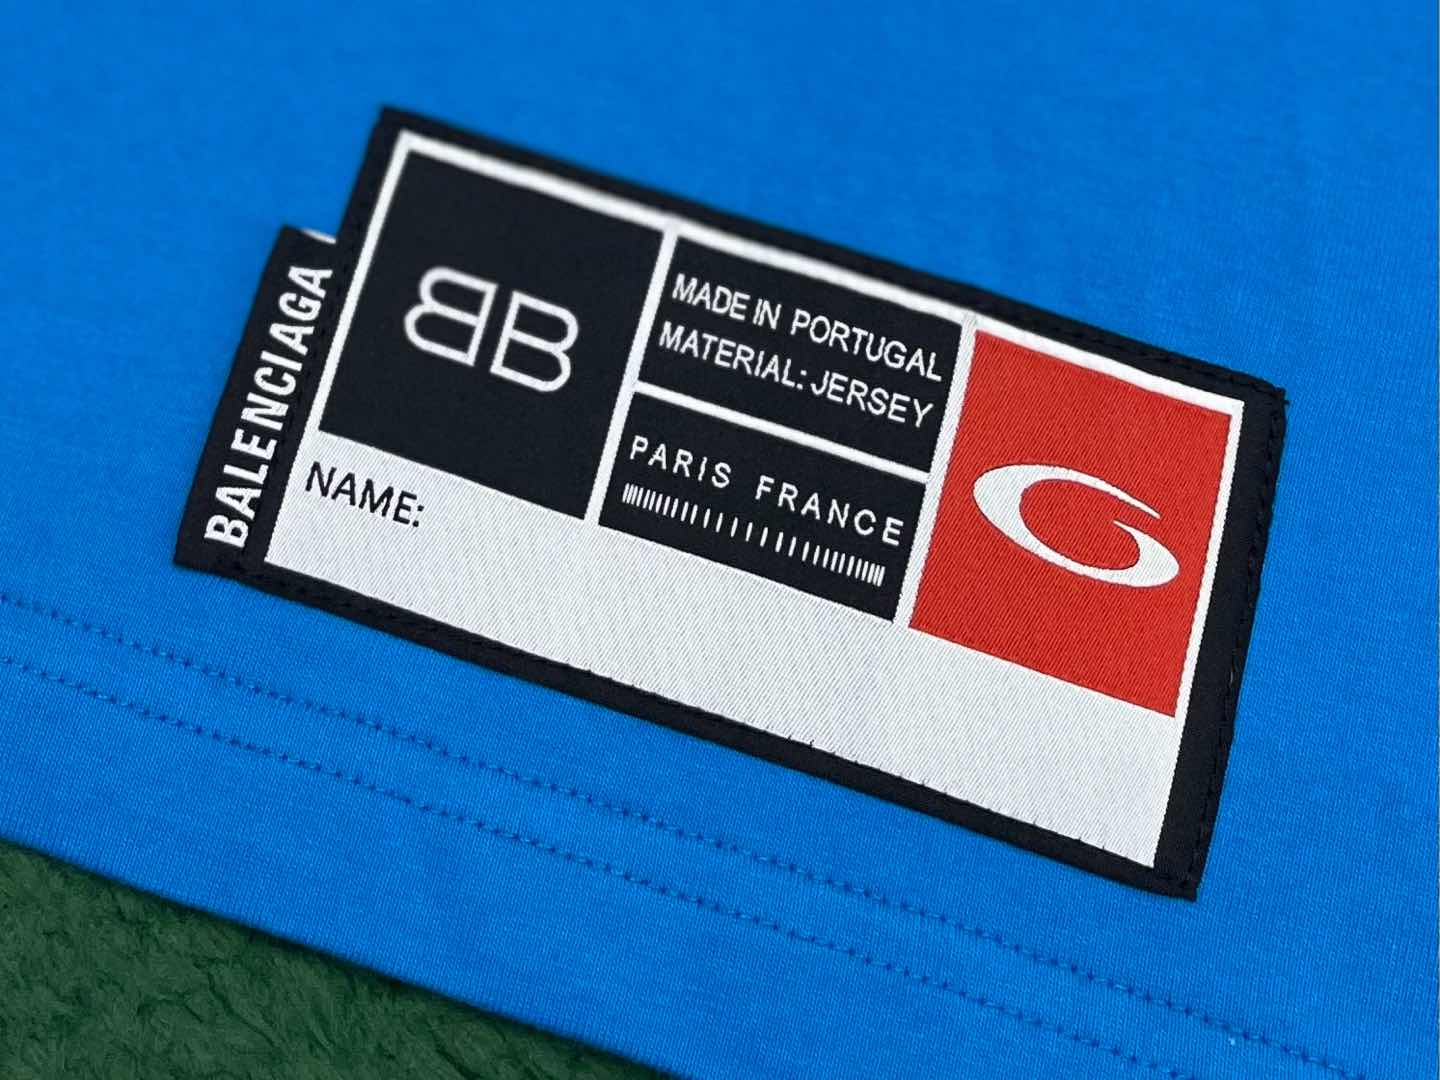 BALENCIAGA
BB
MADE IN PORTUGAL
MATERIAL: JERSEY
PARIS FRANCE
G
NAME: